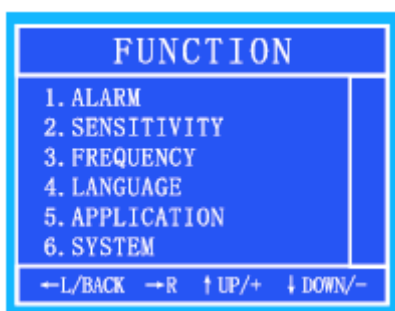 FUNCTION
1. ALARM
2. SENSITIVITY
3. FREQUENCY
4. LANGUAGE
5. APPLICATION
6. SYSTEM
←L/BACK →R ↑UP/+ ↓DOWN/-